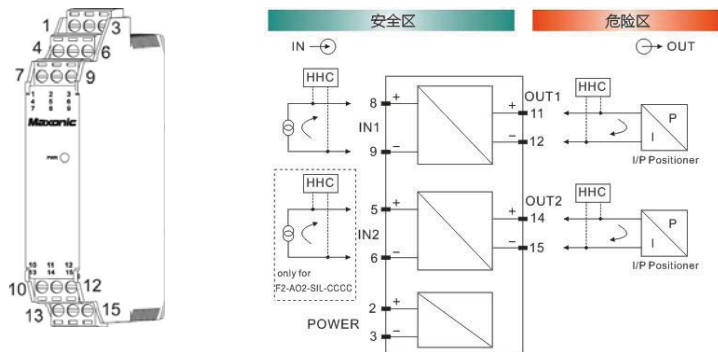 1 3
4 6
7 9
1 2 3
4 5 6
7 8 9
Maxonic
PWR
10 11 12
13 14 15
10 12
13 15
安全区 危险区
IN OUT
HHC
8 +
IN1
9 −
OUT1
+ 11
− 12
HHC
P
I
I/P Positioner
HHC
5 +
IN2
6 −
only for
F2-AO2-SIL-CCCC
OUT2
+ 14
− 15
HHC
P
I
I/P Positioner
2 +
POWER
3 −